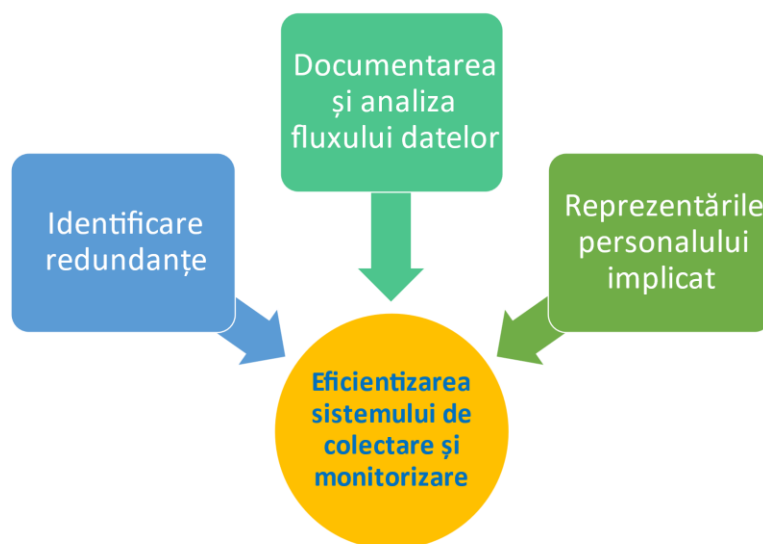 Documentarea
și analiza
fluxului datelor
Identificare
redundanțe
Reprezentările
personalului
implicat
Eficientizarea
sistemului de
colectare și
monitorizare